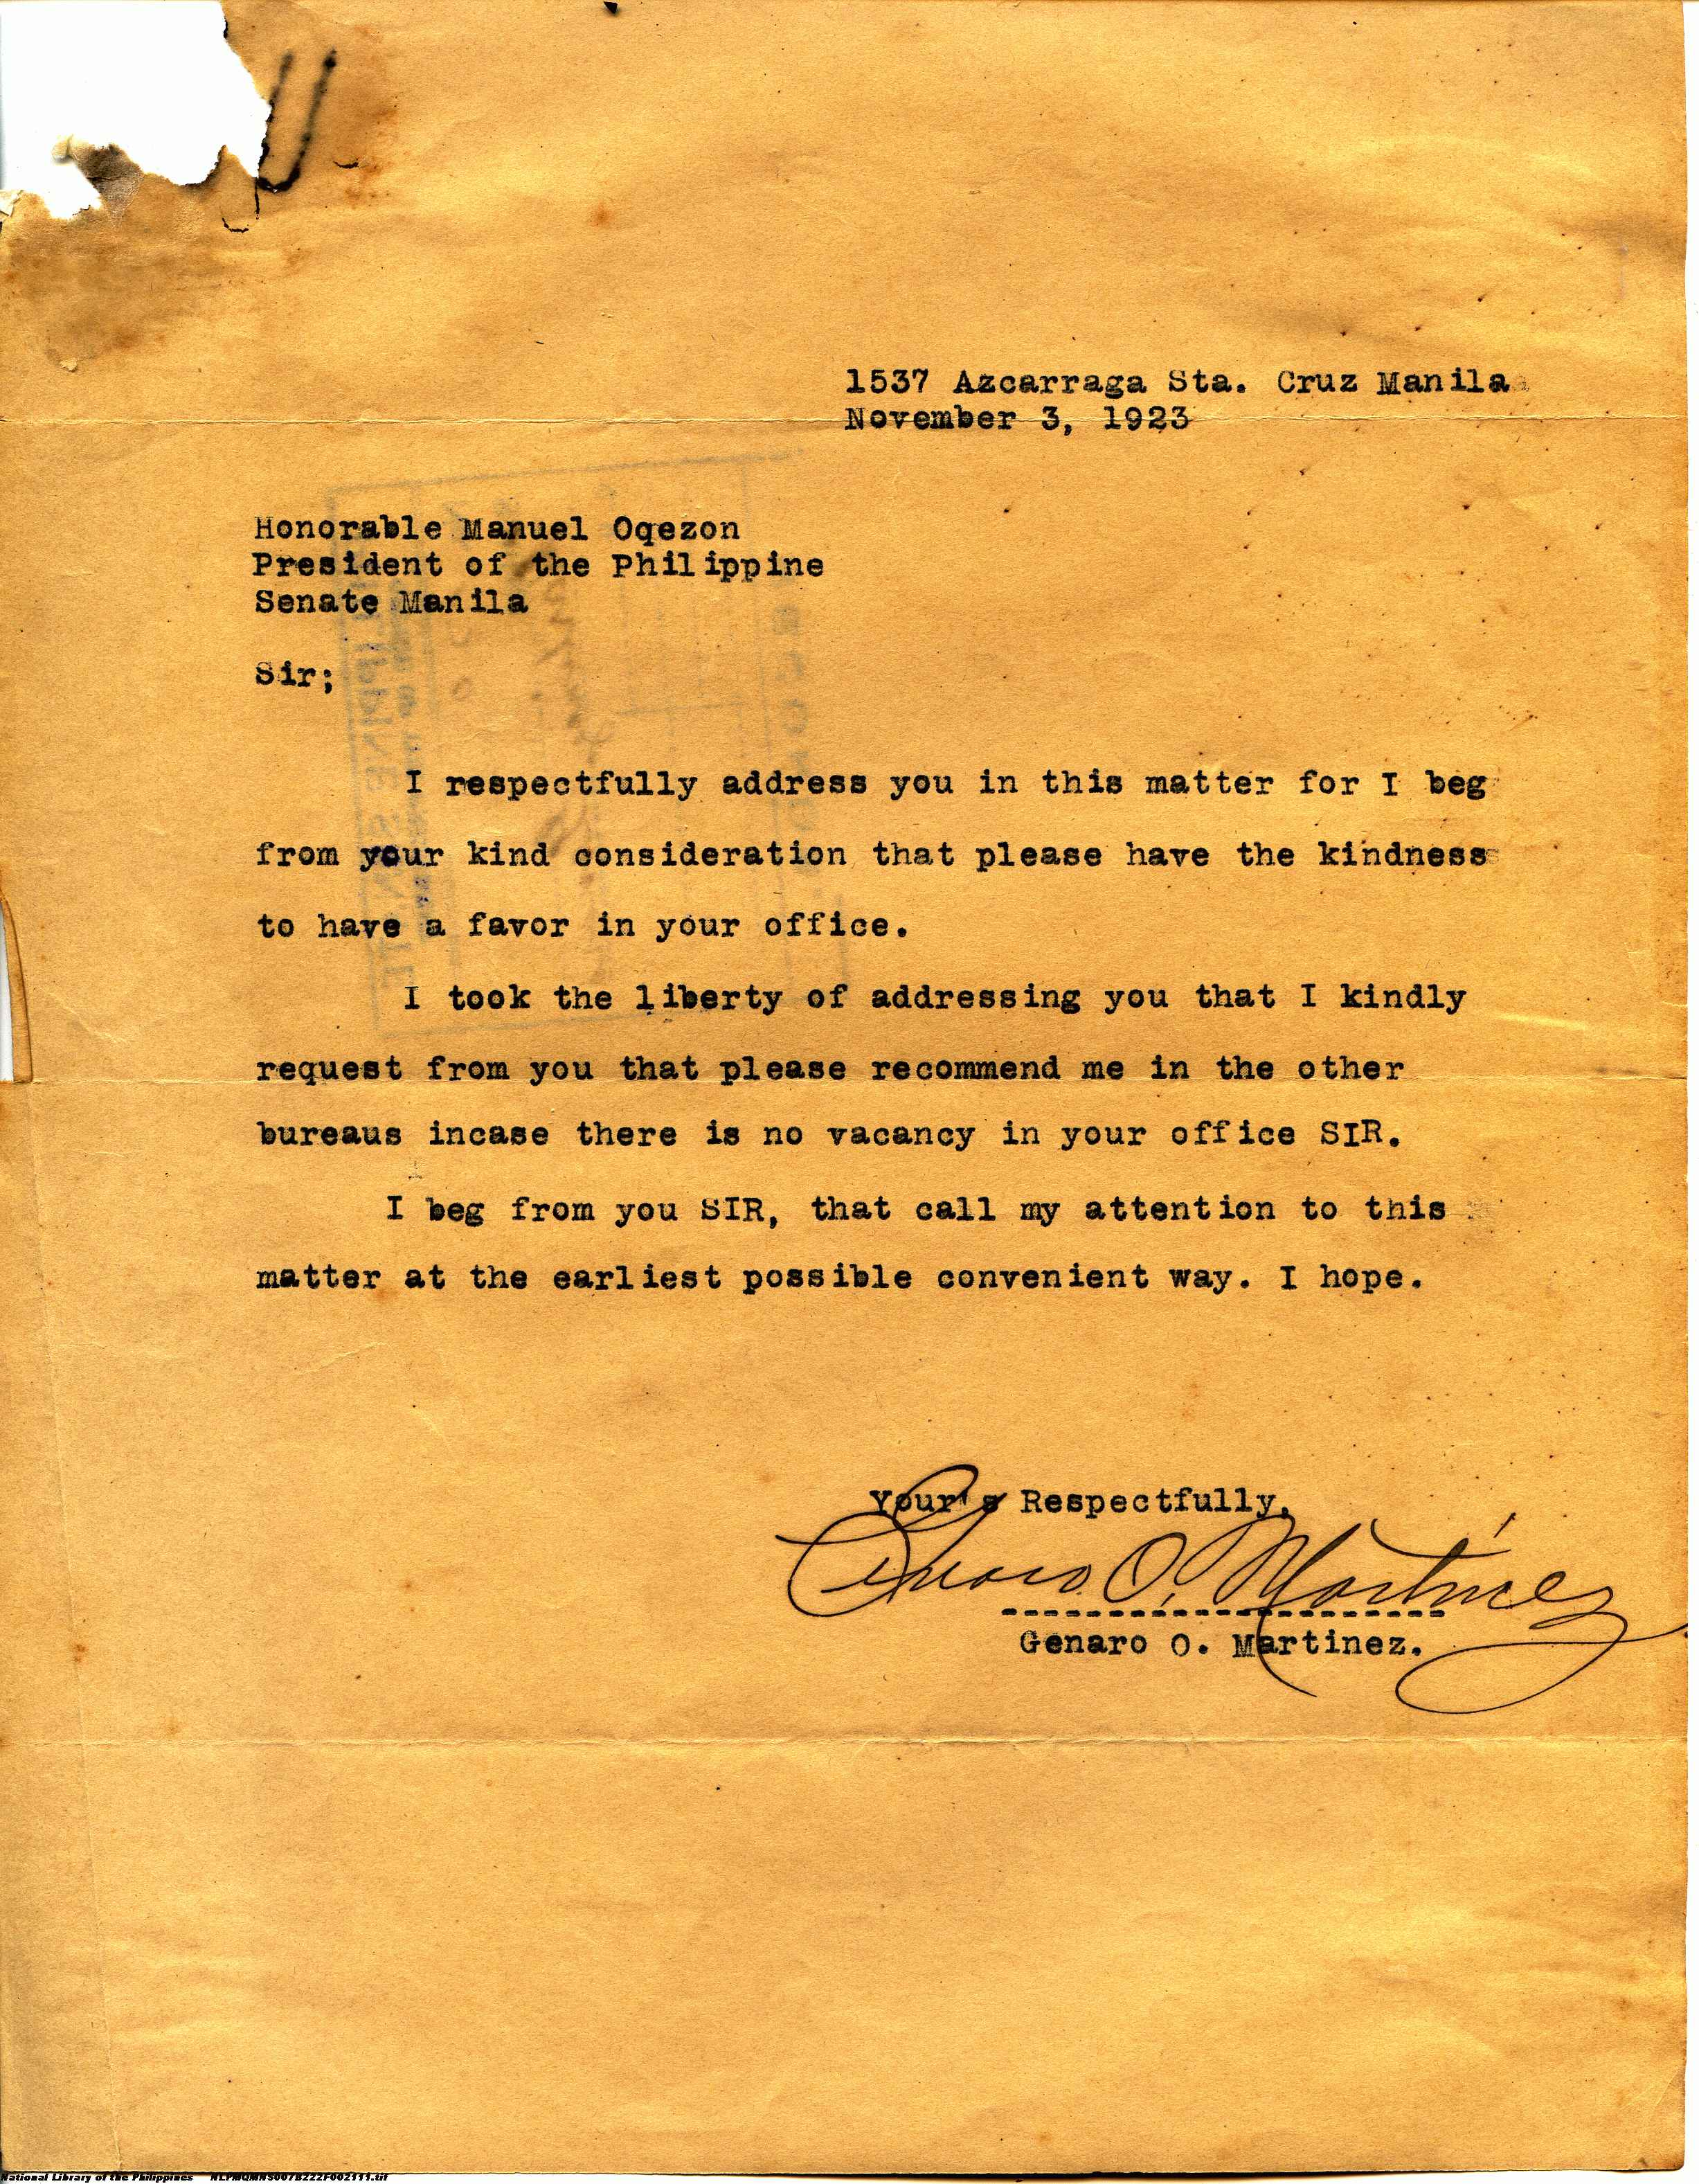 1537 Azcarraga Sta. Cruz Manila
November 3, 1923
Honorable Manuel Oqezon
President of the Philippine
Senate Manila
Sir;
I respectfully address you in this matter for I beg
from your kind consideration that please have the kindness
to have a favor in your office.
I took the liberty of addressing you that I kindly
request from you that please recommend me in the other
bureaus incase there is no vacancy in your office SIR.
I beg from you SIR, that call my attention to this
matter at the earliest possible convenient way. I hope.
Your's Respectfully,
Genaro O. Martinez
--------------------
Genaro O. Martinez.
National Library of the Philippines NLPMQMNS007B222F002111.tif